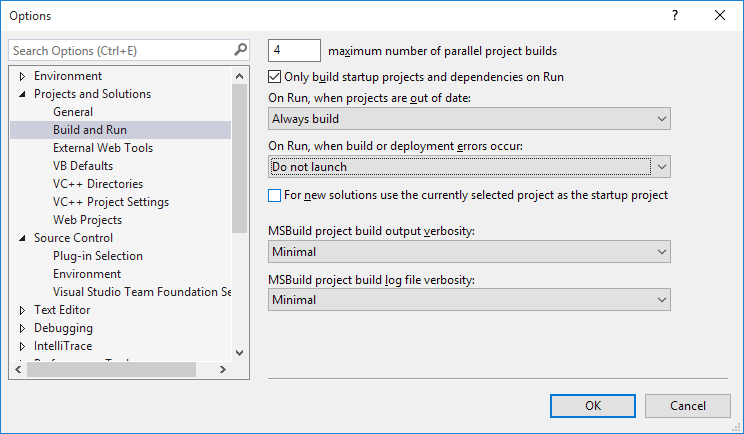 Options
?
Search Options (Ctrl+E)
Environment
Projects and Solutions
General
Build and Run
External Web Tools
VB Defaults
VC++ Directories
VC++ Project Settings
Web Projects
Source Control
Plug-in Selection
Environment
Visual Studio Team Foundation Se
Text Editor
Debugging
IntelliTrace
4 maximum number of parallel project builds
Only build startup projects and dependencies on Run
On Run, when projects are out of date:
Always build
On Run, when build or deployment errors occur:
Do not launch
For new solutions use the currently selected project as the startup project
MSBuild project build output verbosity:
Minimal
MSBuild project build log file verbosity:
Minimal
OK Cancel